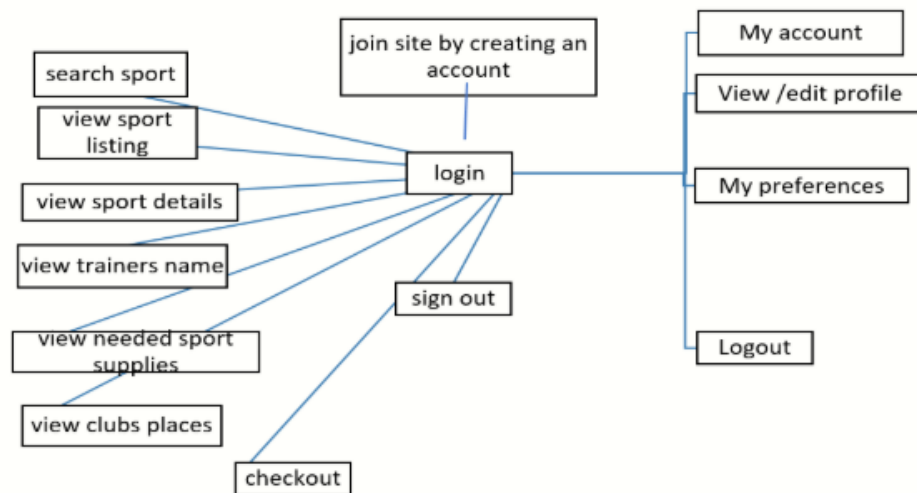 join site by creating an
account
My account
search sport
View /edit profile
view sport
listing
login
view sport details
My preferences
view trainers name
sign out
view needed sport
supplies
Logout
view clubs places
checkout